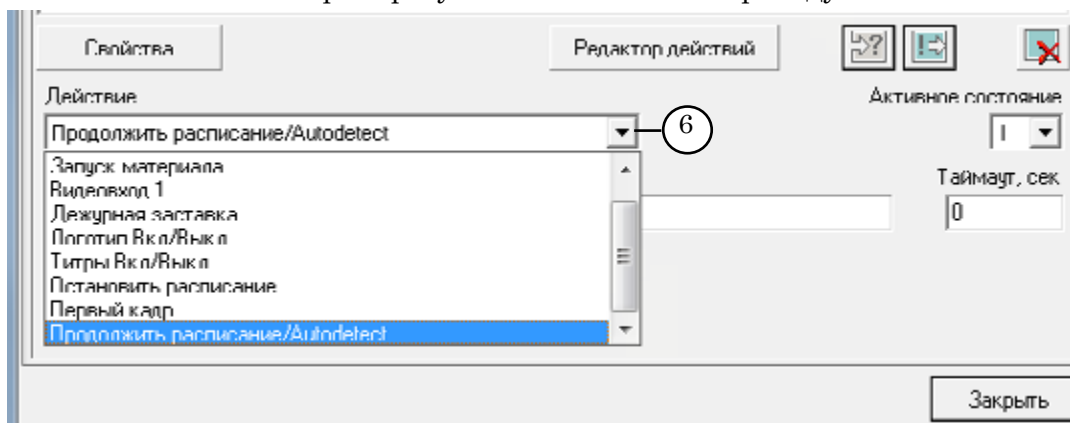 Свойства
Редактор действий
Действие
Активное состояние
Продолжить расписание/Autodetect
6
I
Запуск материала
Видеовход 1
Дежурная заставка
Логотип Вкл/Выкл
Титры Вкл/Выкл
Остановить расписание
Первый кадр
Продолжить расписание/Autodetect
Таймаут, сек
0
Закрыть